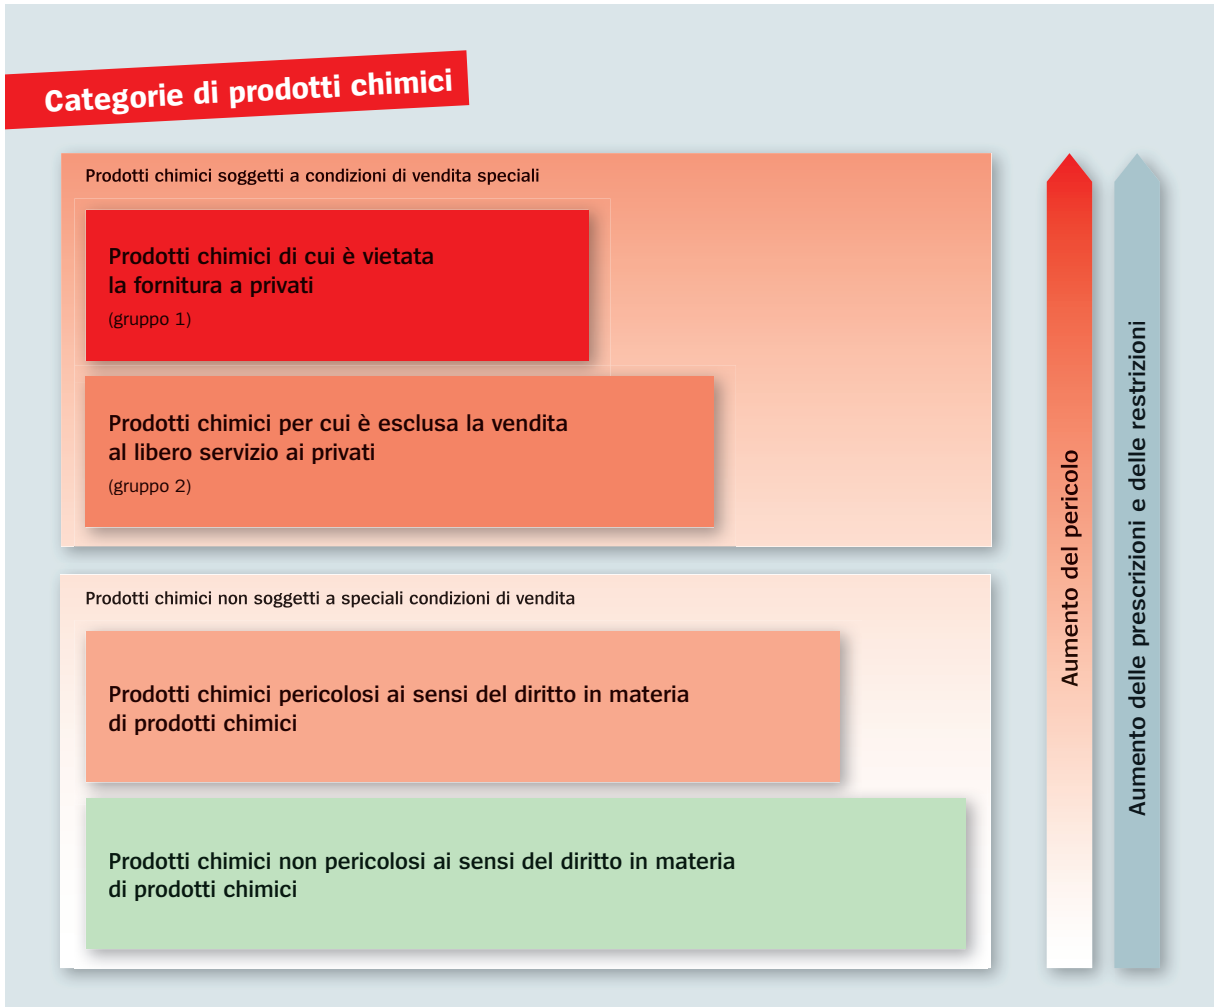 Categorie di prodotti chimici
Prodotti chimici soggetti a condizioni di vendita speciali
Prodotti chimici di cui è vietata
la fornitura a privati
(gruppo 1)
Prodotti chimici per cui è esclusa la vendita
al libero servizio ai privati
(gruppo 2)
Prodotti chimici non soggetti a speciali condizioni di vendita
Prodotti chimici pericolosi ai sensi del diritto in materia
di prodotti chimici
Prodotti chimici non pericolosi ai sensi del diritto in materia
di prodotti chimici
Aumento del pericolo
Aumento delle prescrizioni e delle restrizioni